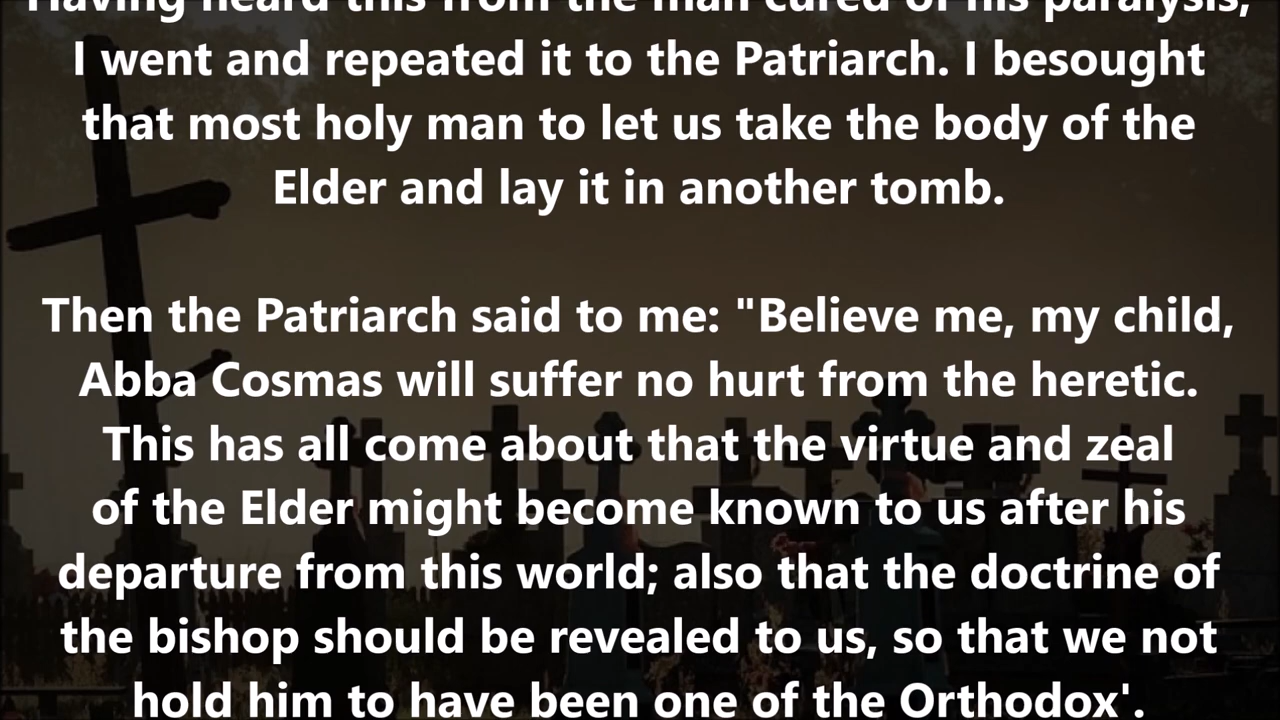 Having heard this from the man cured of his paralysis,
I went and repeated it to the Patriarch. I besought
that most holy man to let us take the body of the
Elder and lay it in another tomb.
Then the Patriarch said to me: "Believe me, my child,
Abba Cosmas will suffer no hurt from the heretic.
This has all come about that the virtue and zeal
of the Elder might become known to us after his
departure from this world; also that the doctrine of
the bishop should be revealed to us, so that we not
hold him to have been one of the Orthodox'.